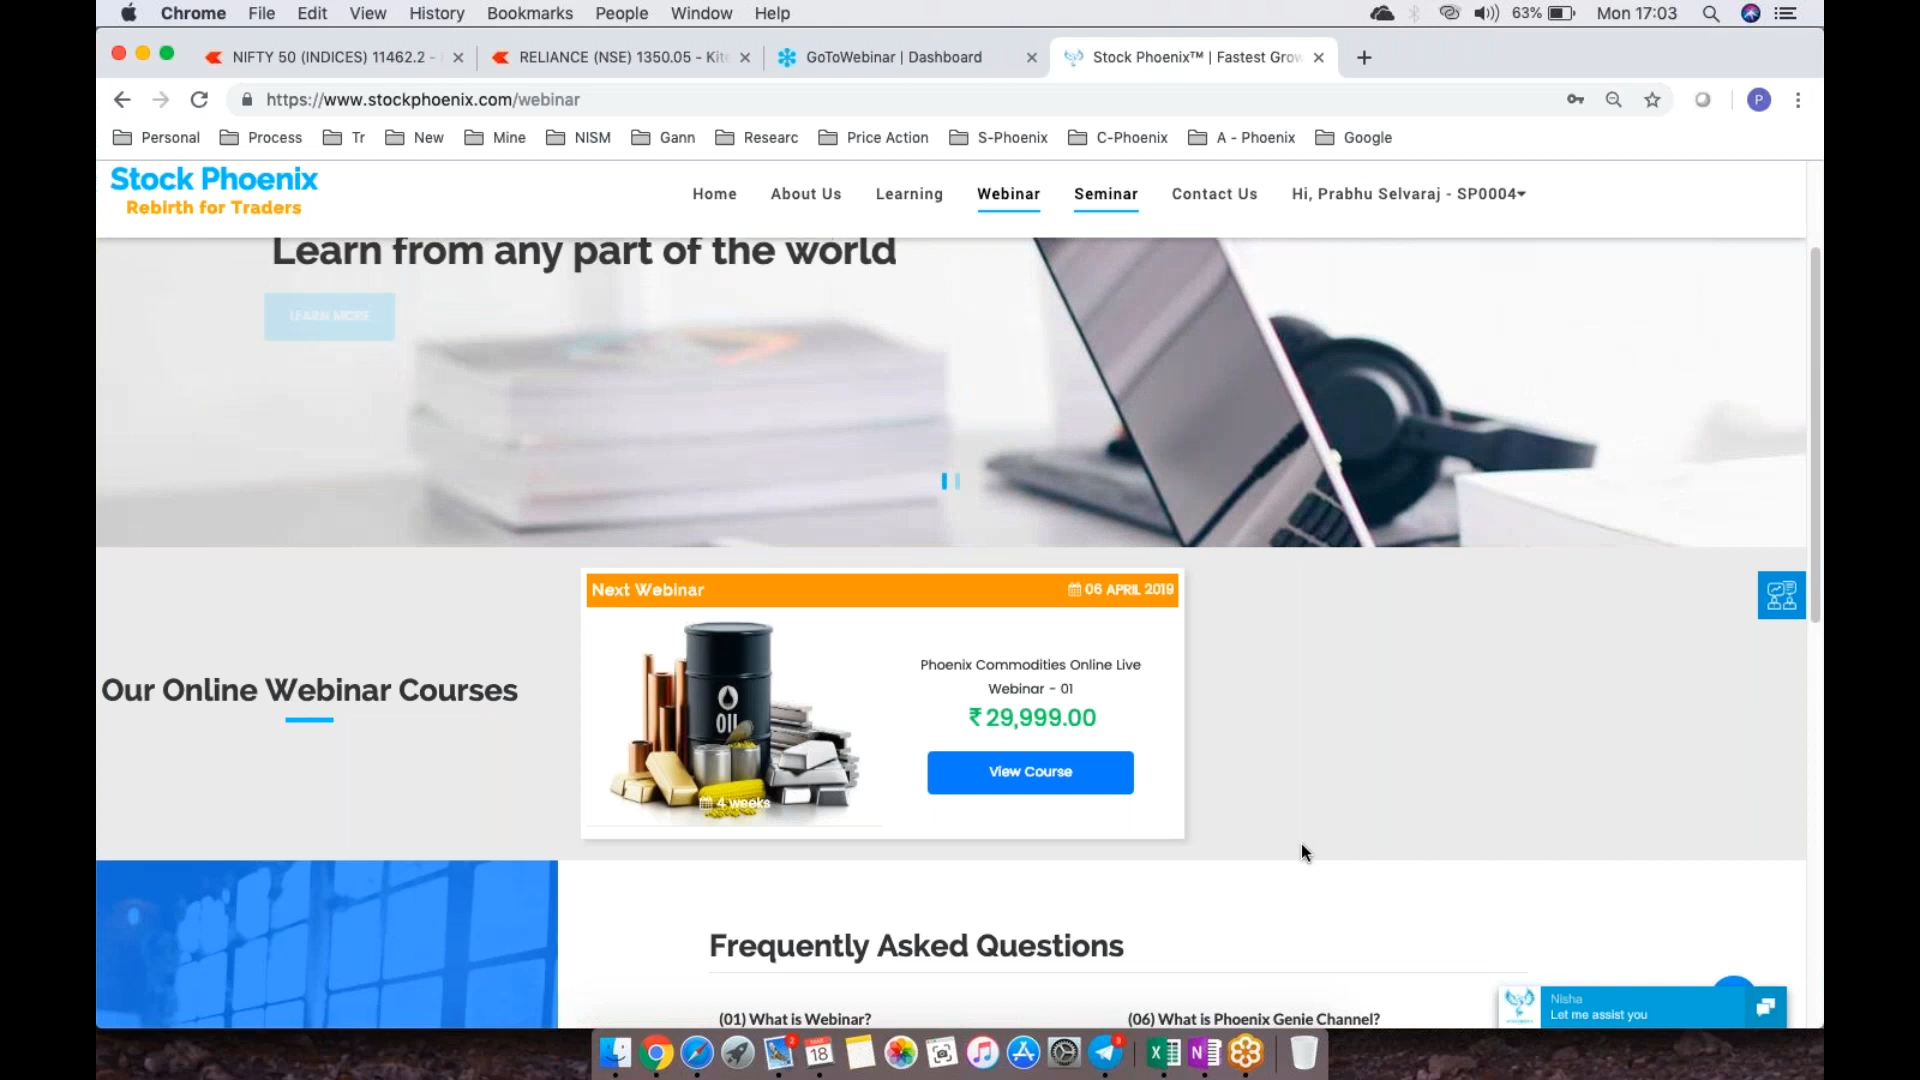 Chrome File Edit View History Bookmarks People Window Help 63% Mon 17:03
NIFTY 50 (INDICES) 11462.2 - RELIANCE (NSE) 1350.05 - Kite GoToWebinar | Dashboard Stock Phoenix™ | Fastest Grow
https://www.stockphoenix.com/webinar P
Personal Process Tr New Mine NISM Gann Researc Price Action S-Phoenix C-Phoenix A - Phoenix Google
Stock Phoenix
Rebirth for Traders
Home About Us Learning Webinar Seminar Contact Us Hi, Prabhu Selvaraj - SP0004
Learn from any part of the world
LEARN MORE
Next Webinar 06 APRIL 2019
OIL
4 weeks
Phoenix Commodities Online Live
Webinar - 01
₹ 29,999.00
View Course
Our Online Webinar Courses
Frequently Asked Questions
(01) What is Webinar? (06) What is Phoenix Genie Channel?
Nisha
Let me assist you
2
18